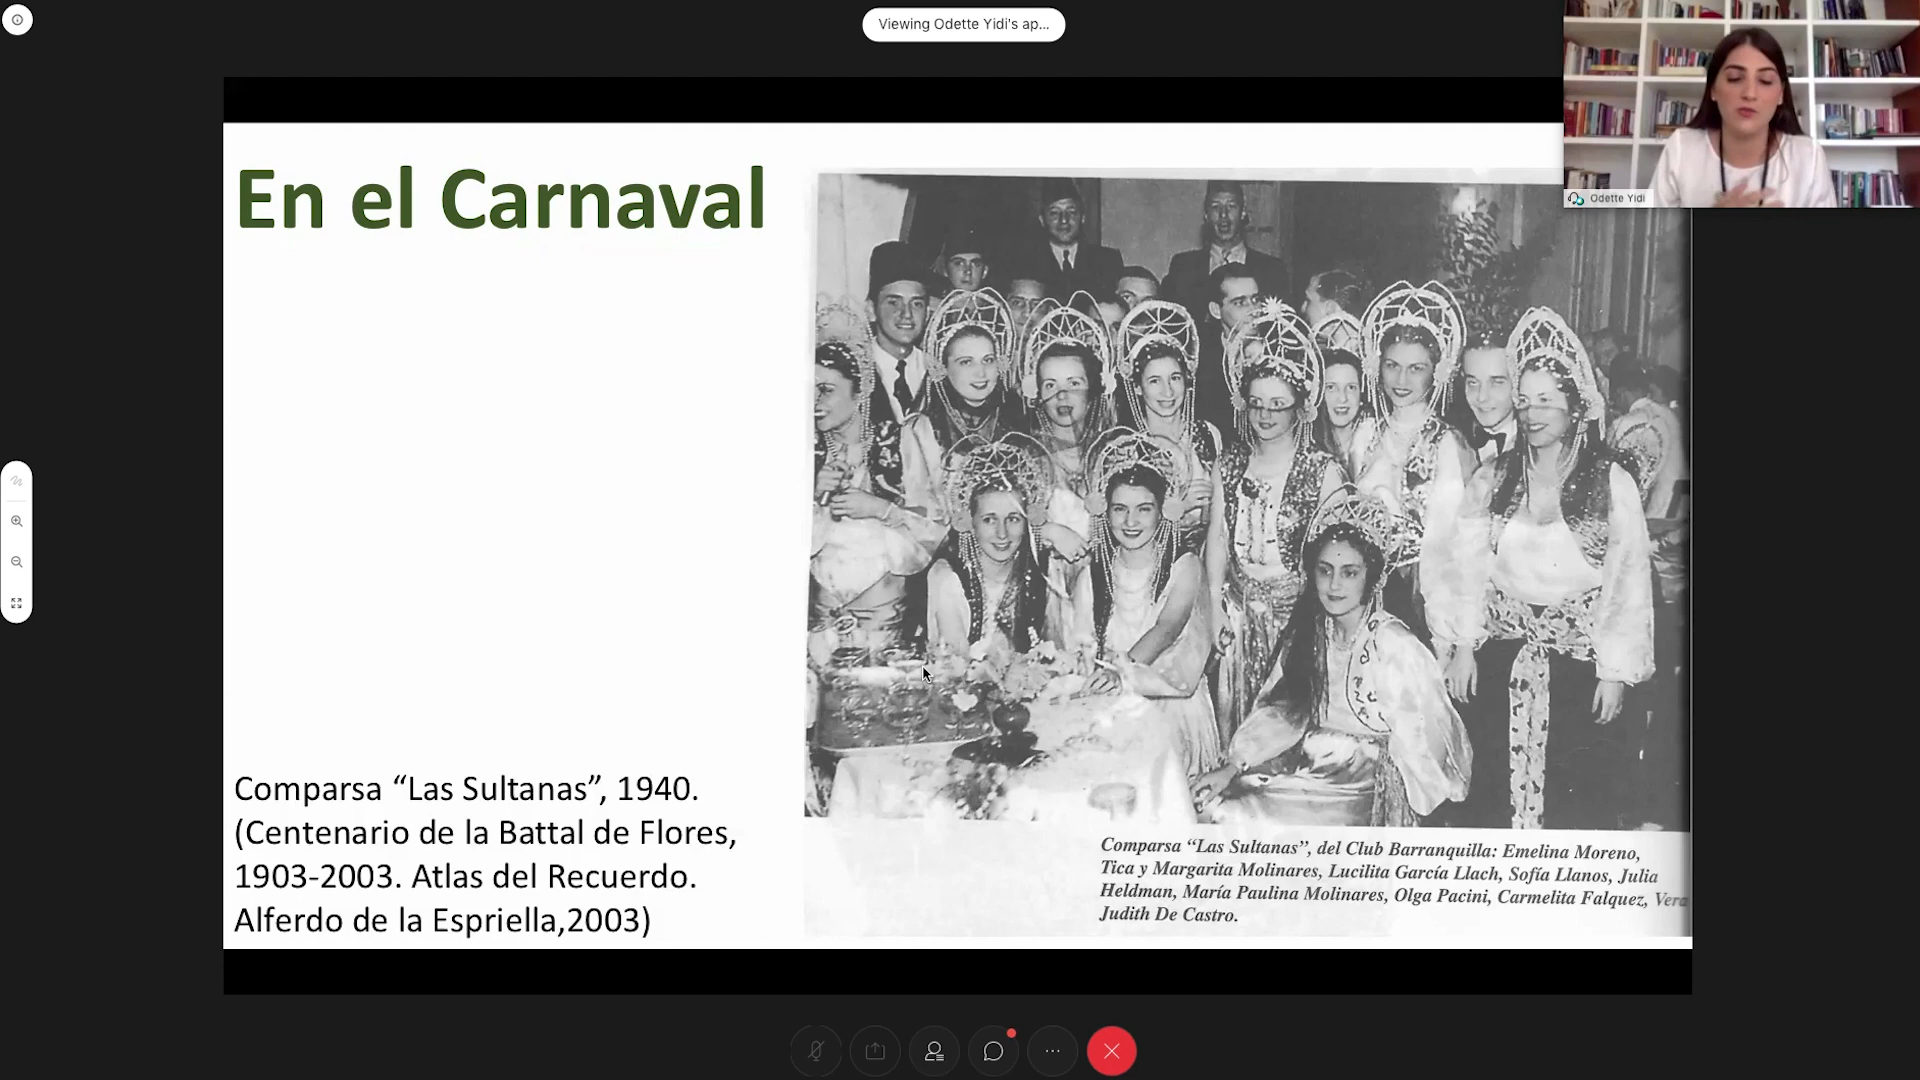 Viewing Odette Yidi's ap...
Odette Yidi
En el Carnaval
Comparsa “Las Sultanas”, 1940.
(Centenario de la Battal de Flores,
1903-2003. Atlas del Recuerdo.
Alferdo de la Espriella,2003)
Comparsa “Las Sultanas”, del Club Barranquilla: Emelina Moreno,
Tica y Margarita Molinares, Lucilita García Llach, Sofía Llanos, Julia
Heldman, María Paulina Molinares, Olga Pacini, Carmelita Falquez, Vera
Judith De Castro.